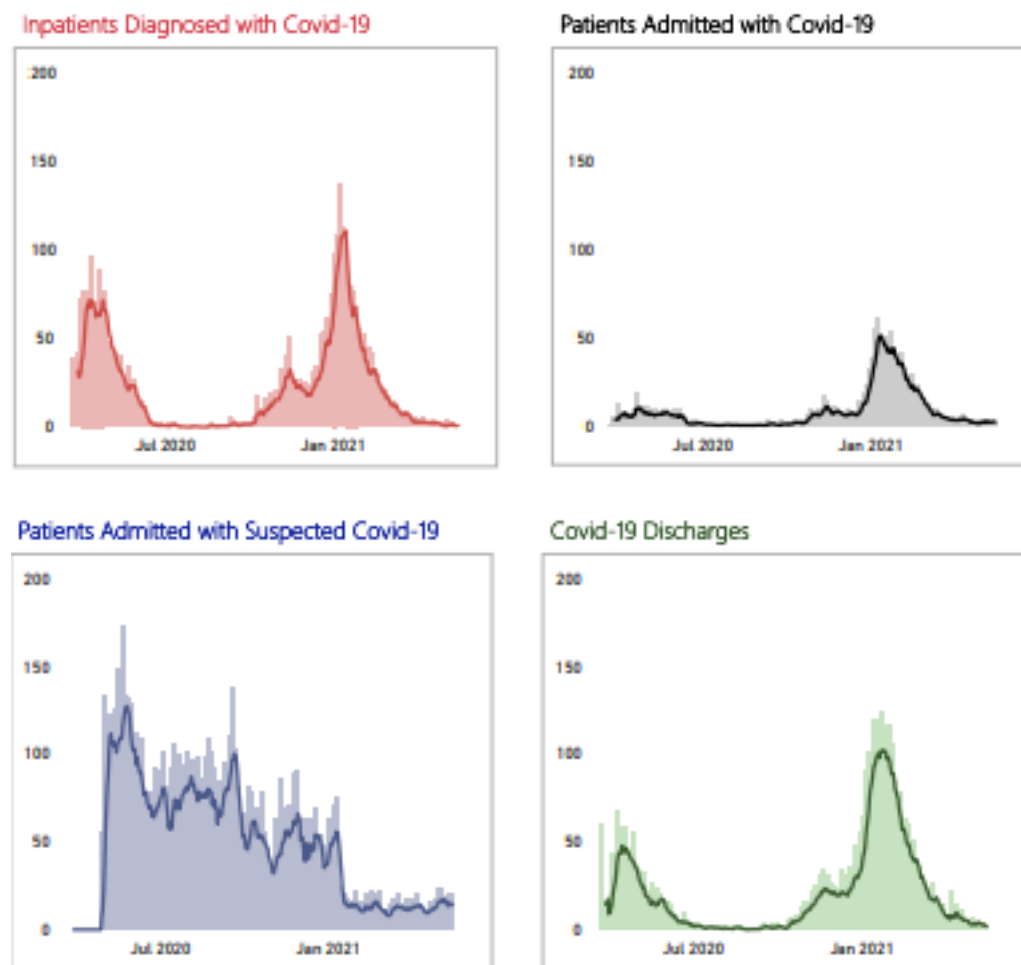 Inpatients Diagnosed with Covid-19
200
150
100
50
0
Jul 2020 Jan 2021
Patients Admitted with Covid-19
200
150
100
50
0
Jul 2020 Jan 2021
Patients Admitted with Suspected Covid-19
200
150
100
50
0
Jul 2020 Jan 2021
Covid-19 Discharges
200
150
100
50
0
Jul 2020 Jan 2021